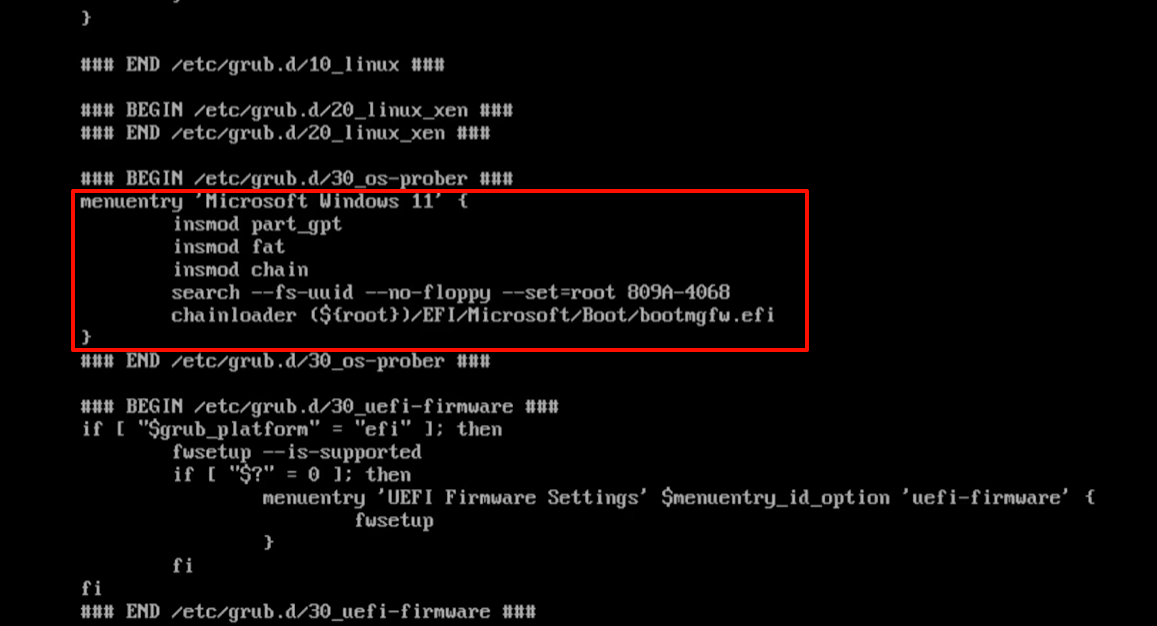 }
### END /etc/grub.d/10_linux ###
### BEGIN /etc/grub.d/20_linux_xen ###
### END /etc/grub.d/20_linux_xen ###
### BEGIN /etc/grub.d/30_os-prober ###
menuentry 'Microsoft Windows 11' {
        insmod part_gpt
        insmod fat
        insmod chain
        search --fs-uuid --no-floppy --set=root 809A-4068
        chainloader (${root})/EFI/Microsoft/Boot/bootmgfw.efi
}
### END /etc/grub.d/30_os-prober ###
### BEGIN /etc/grub.d/30_uefi-firmware ###
if [ "$grub_platform" = "efi" ]; then
        fwsetup --is-supported
        if [ "$?" = 0 ]; then
                menuentry 'UEFI Firmware Settings' $menuentry_id_option 'uefi-firmware' {
                        fwsetup
                }
        fi
fi
### END /etc/grub.d/30_uefi-firmware ###